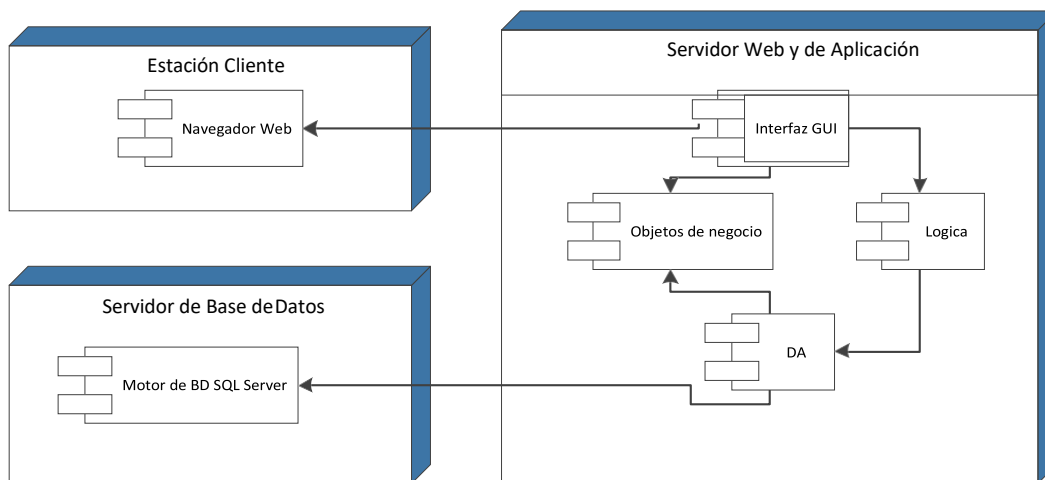 Estación Cliente
Navegador Web
Servidor Web y de Aplicación
Interfaz GUI
Objetos de negocio
Logica
DA
Servidor de Base deDatos
Motor de BD SQL Server